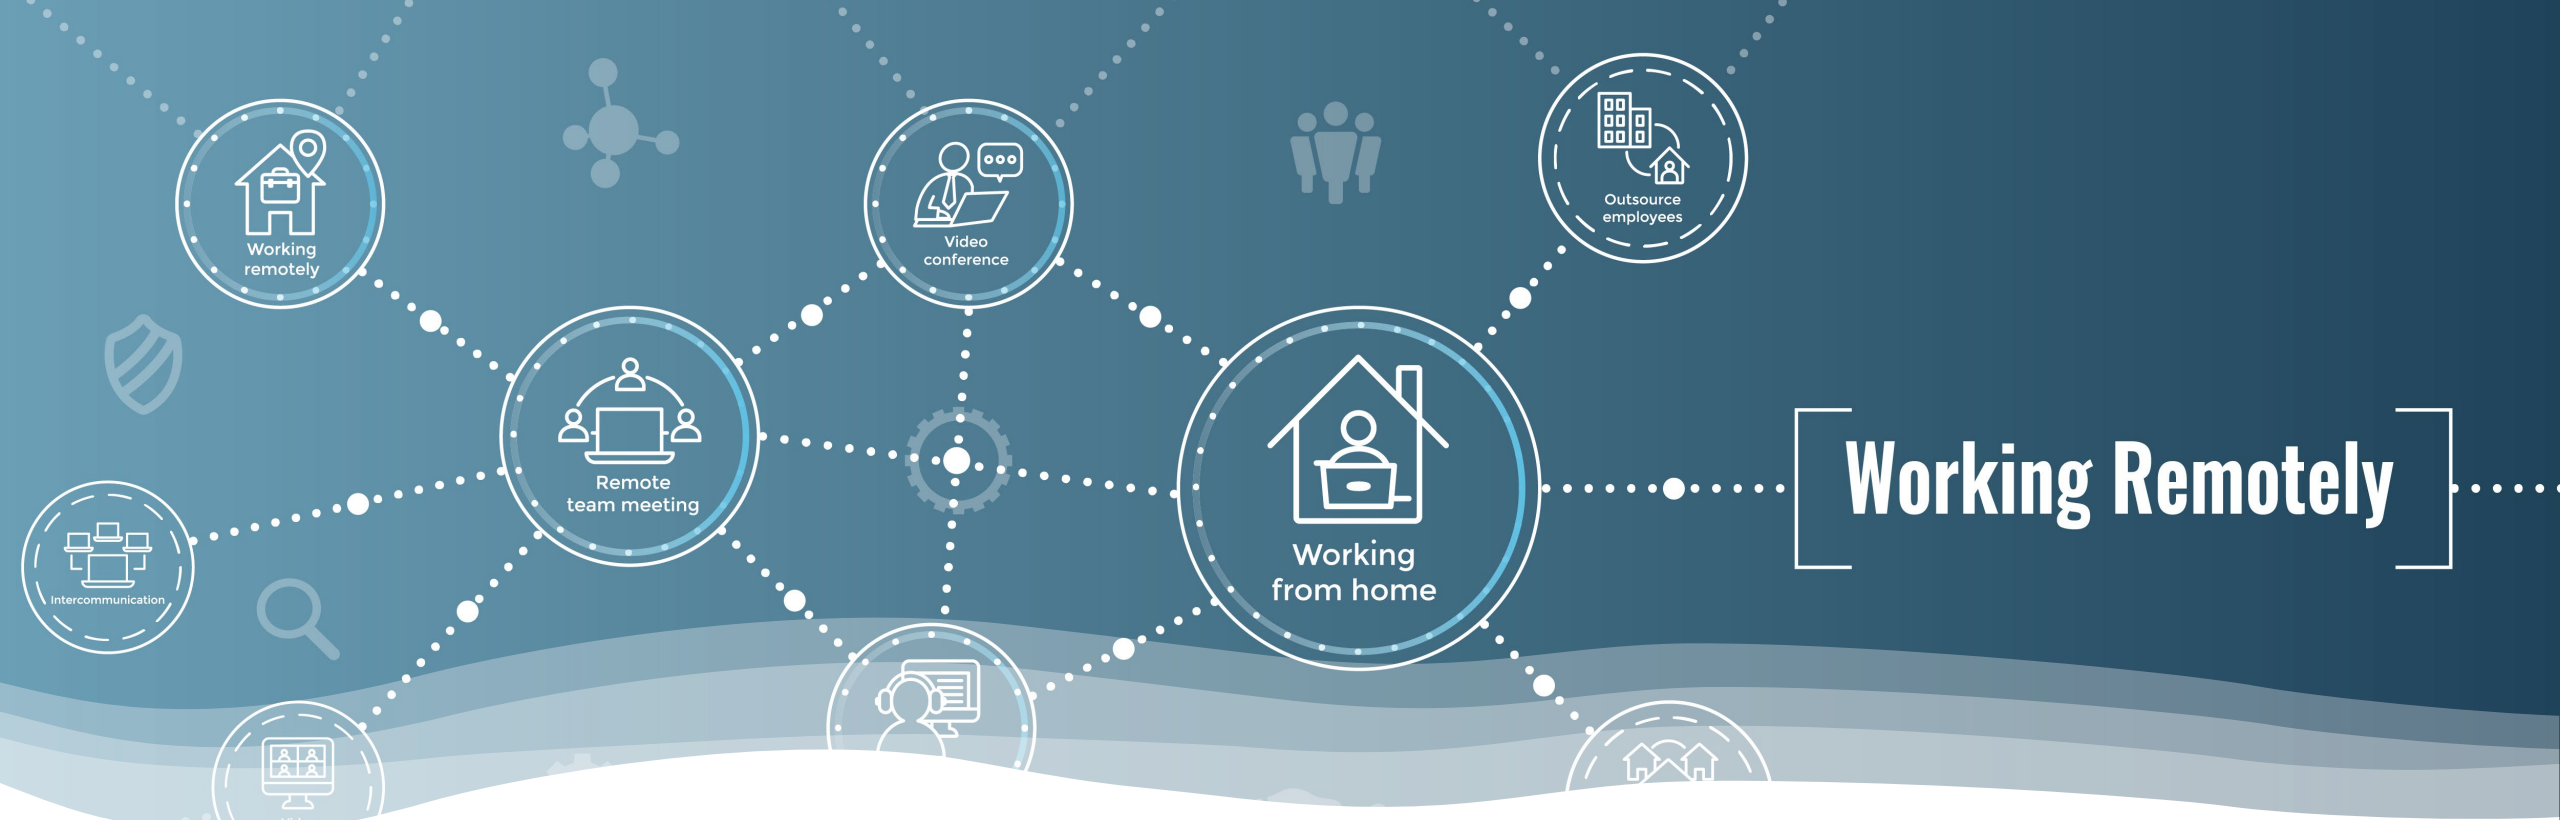 Working
remotely
Video
conference
Outsource
employees
Remote
team meeting
Working
from home
Working Remotely
Intercommunication